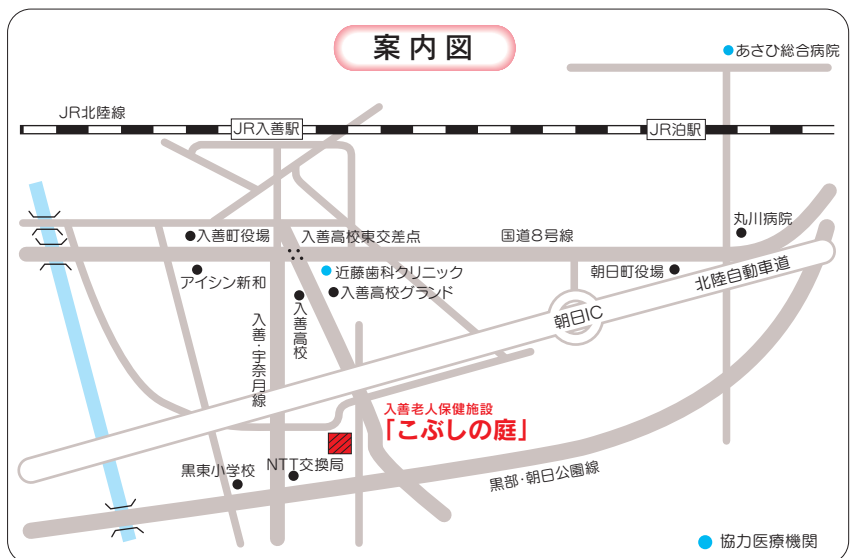 案内図
あさひ総合病院
JR北陸線
JR入善駅
JR泊駅
丸川病院
入善町役場
入善高校東交差点
国道8号線
近藤歯科クリニック
朝日町役場
北陸自動車道
アイシン新和
入善高校グランド
入善高校
入善・宇奈月線
朝日IC
入善老人保健施設
「こぶしの庭」
黒東小学校
NTT交換局
黒部・朝日公園線
協力医療機関